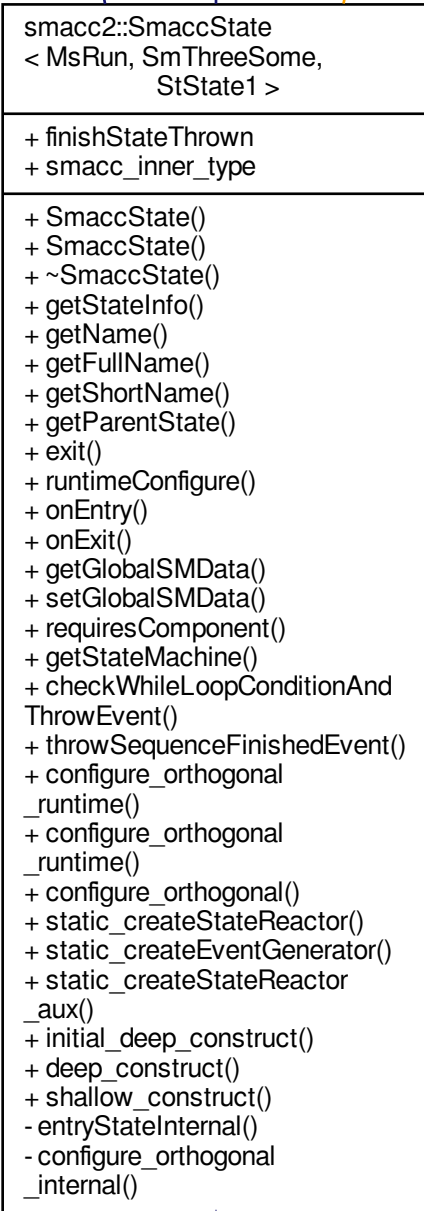 smacc2::SmaccState
< MsRun, SmThreeSome,
StState1 >
+ finishStateThrown
+ smacc_inner_type
+ SmaccState()
+ SmaccState()
+ ~SmaccState()
+ getStateInfo()
+ getName()
+ getFullName()
+ getShortName()
+ getParentState()
+ exit()
+ runtimeConfigure()
+ onEntry()
+ onExit()
+ getGlobalSMData()
+ setGlobalSMData()
+ requiresComponent()
+ getStateMachine()
+ checkWhileLoopConditionAnd
ThrowEvent()
+ throwSequenceFinishedEvent()
+ configure_orthogonal
_runtime()
+ configure_orthogonal
_runtime()
+ configure_orthogonal()
+ static_createStateReactor()
+ static_createEventGenerator()
+ static_createStateReactor
_aux()
+ initial_deep_construct()
+ deep_construct()
+ shallow_construct()
- entryStateInternal()
- configure_orthogonal
_internal()